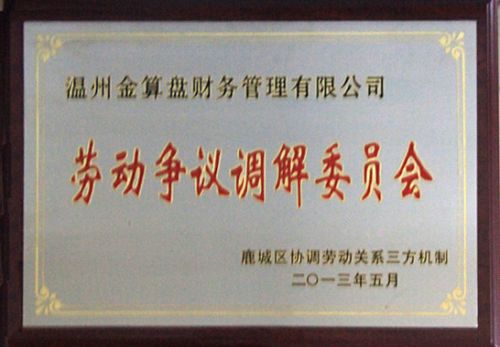 温州金算盘财务管理有限公司
劳动争议调解委员会
鹿城区协调劳动关系三方机制
二〇一三年五月